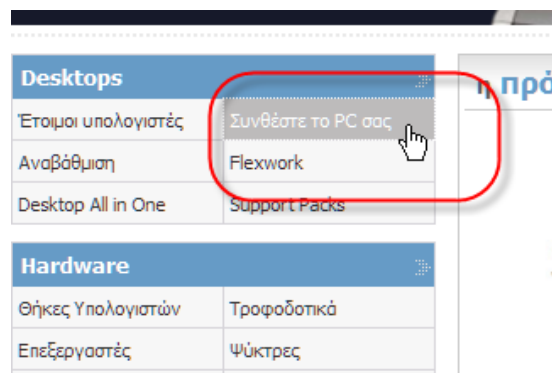 Desktops
Έτοιμοι υπολογιστές Συνθέστε το PC σας
Αναβάθμιση Flexwork
Desktop All in One Support Packs
η πρό
Hardware
Θήκες Υπολογιστών Τροφοδοτικά
Επεξεργαστές Ψύκτρες